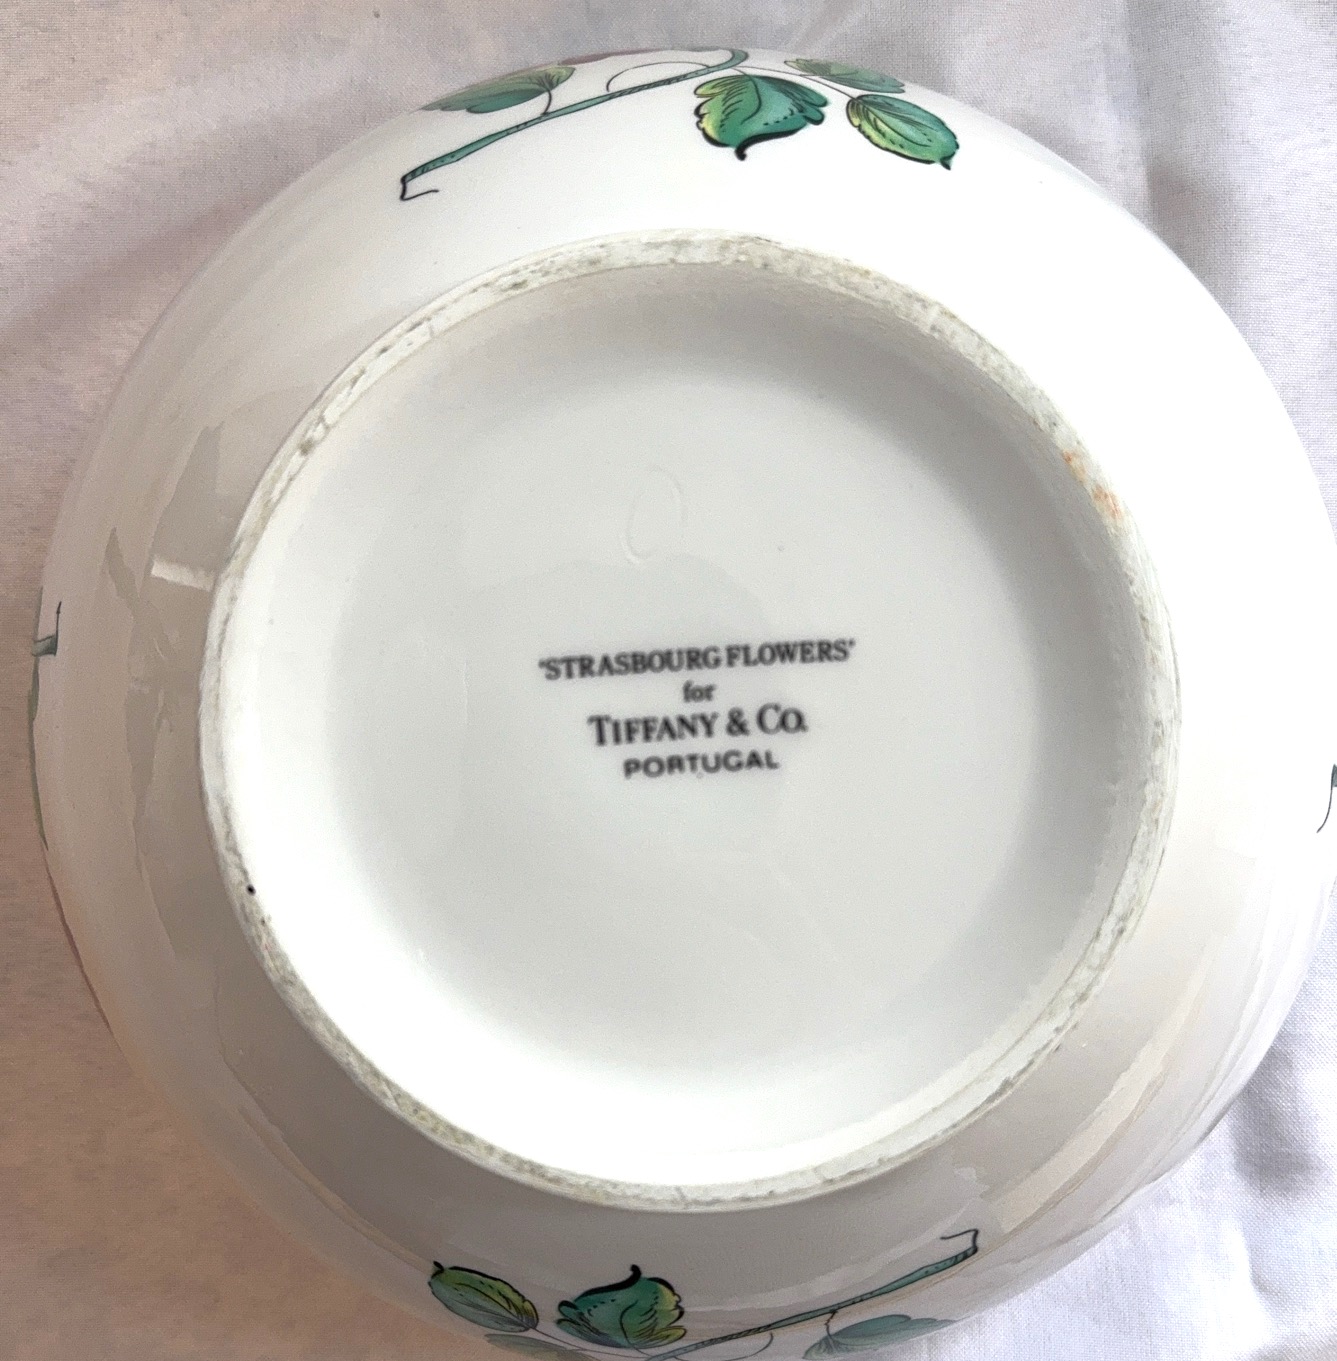 'STRASBOURG FLOWERS'
for
TIFFANY & CO.
PORTUGAL